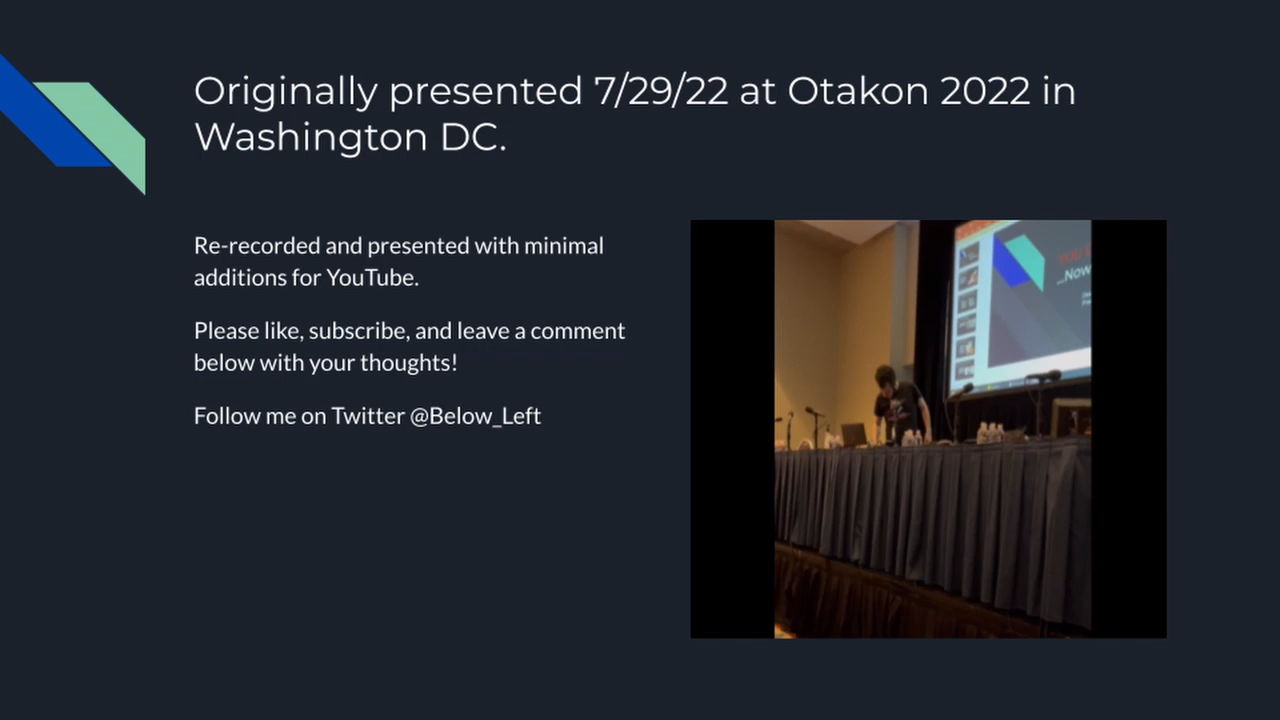 Originally presented 7/29/22 at Otakon 2022 in
Washington DC.
Re-recorded and presented with minimal
additions for YouTube.
Please like, subscribe, and leave a comment
below with your thoughts!
Follow me on Twitter @Below_Left
...Now